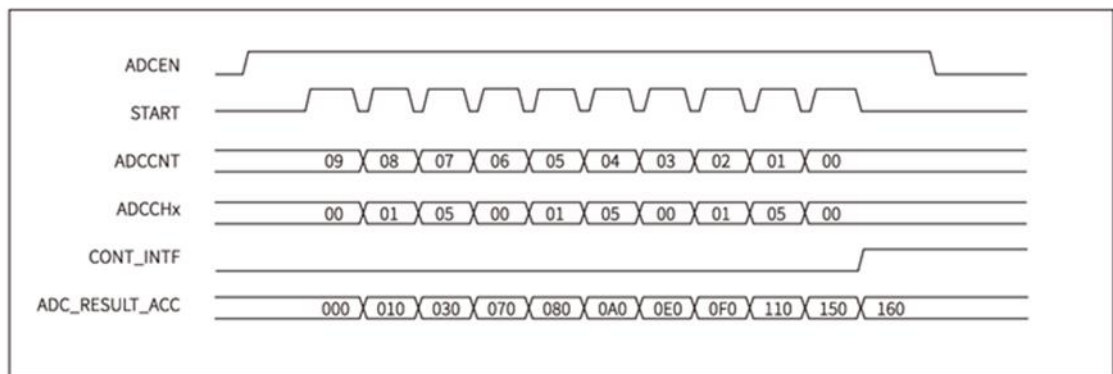 ADCEN
START
ADCCNT 09 08 07 06 05 04 03 02 01 00
ADCCHx 00 01 05 00 01 05 00 01 05 00
CONT_INTF
ADC_RESULT_ACC 000 010 030 070 080 0A0 0E0 0F0 110 150 160